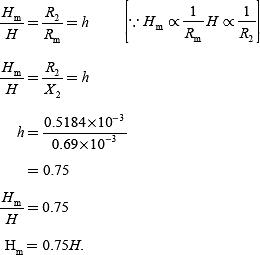 H_m/H = R_2/R_m = h [∵ H_m ∝ 1/R_m H ∝ 1/R_2]
H_m/H = R_2/X_2 = h
h = 0.5184×10^−3/0.69×10^−3
= 0.75
H_m/H = 0.75
H_m = 0.75H.